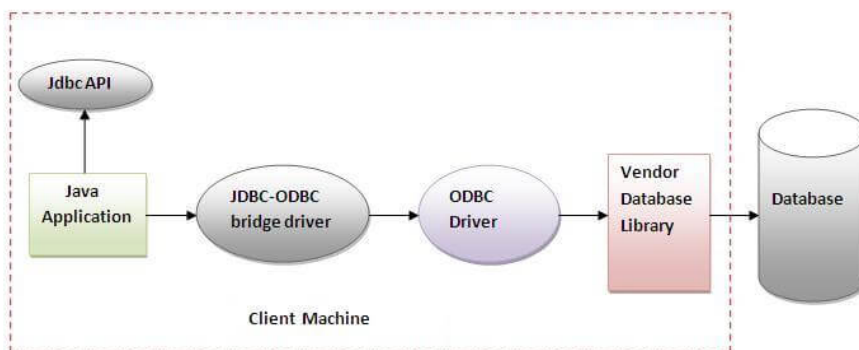 Jdbc API
Java
Application
JDBC-ODBC
bridge driver
ODBC
Driver
Vendor
Database
Library
Database
Client Machine